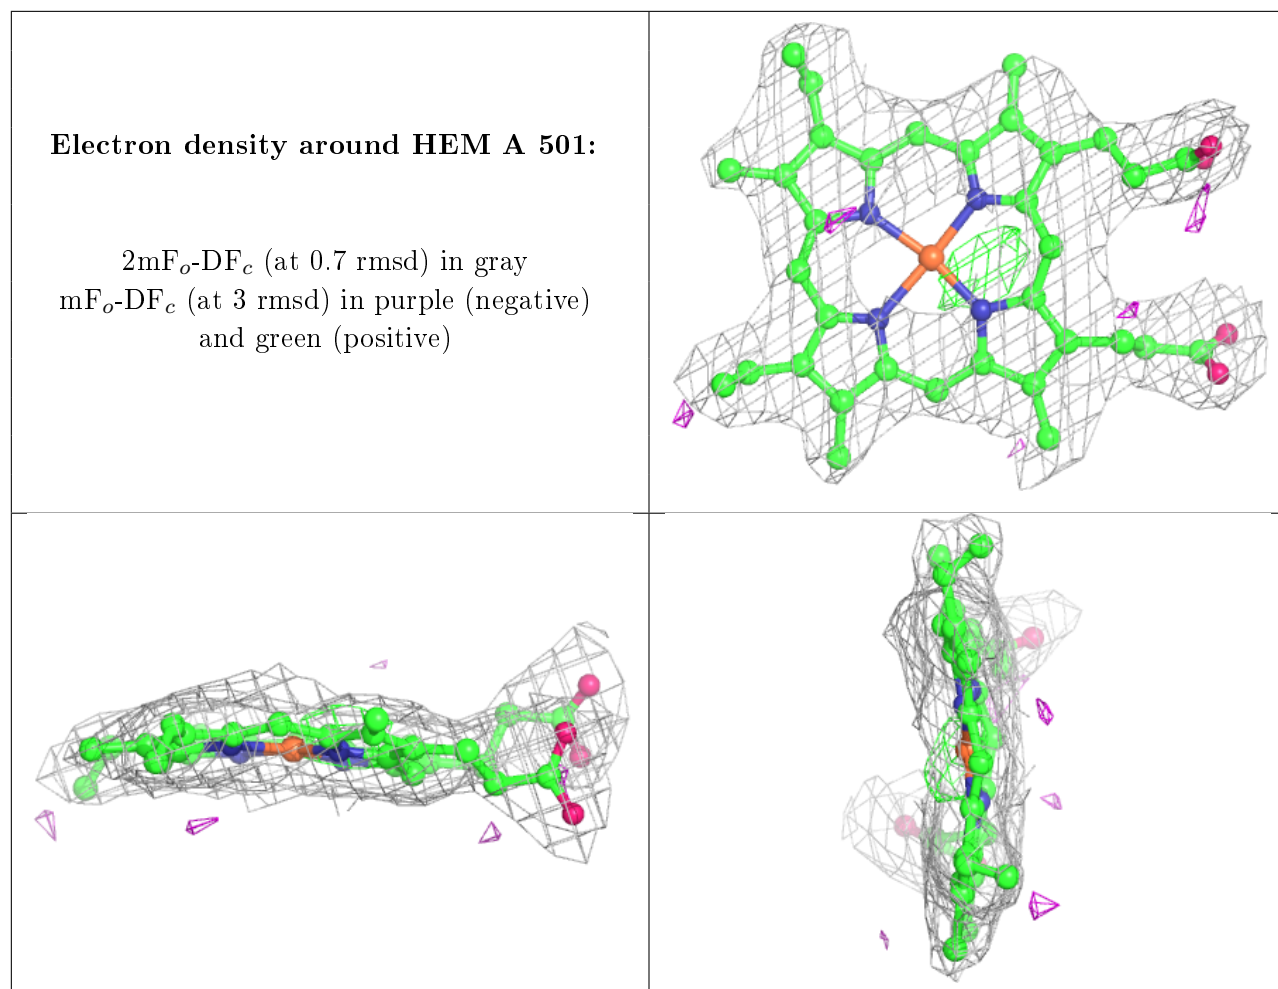 Electron density around HEM A 501:
2mFo-DFc (at 0.7 rmsd) in gray
mFo-DFc (at 3 rmsd) in purple (negative)
and green (positive)